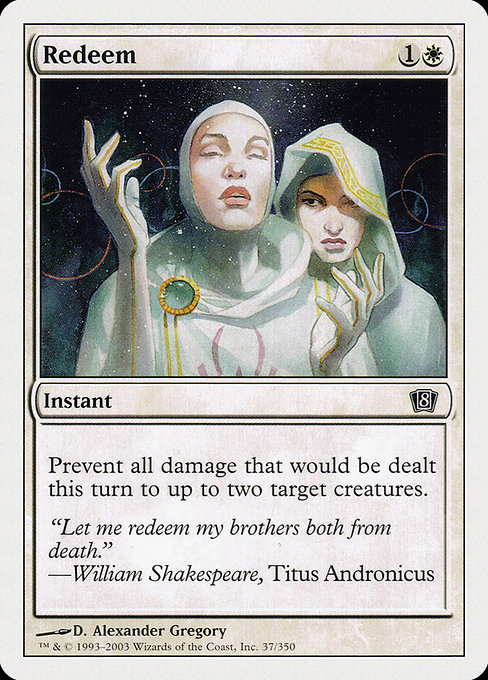 Redeem 1
Instant 8
Prevent all damage that would be dealt
this turn to up to two target creatures.
“Let me redeem my brothers both from
death.”
—William Shakespeare, Titus Andronicus
D. Alexander Gregory
™ & © 1993–2003 Wizards of the Coast, Inc. 37/350